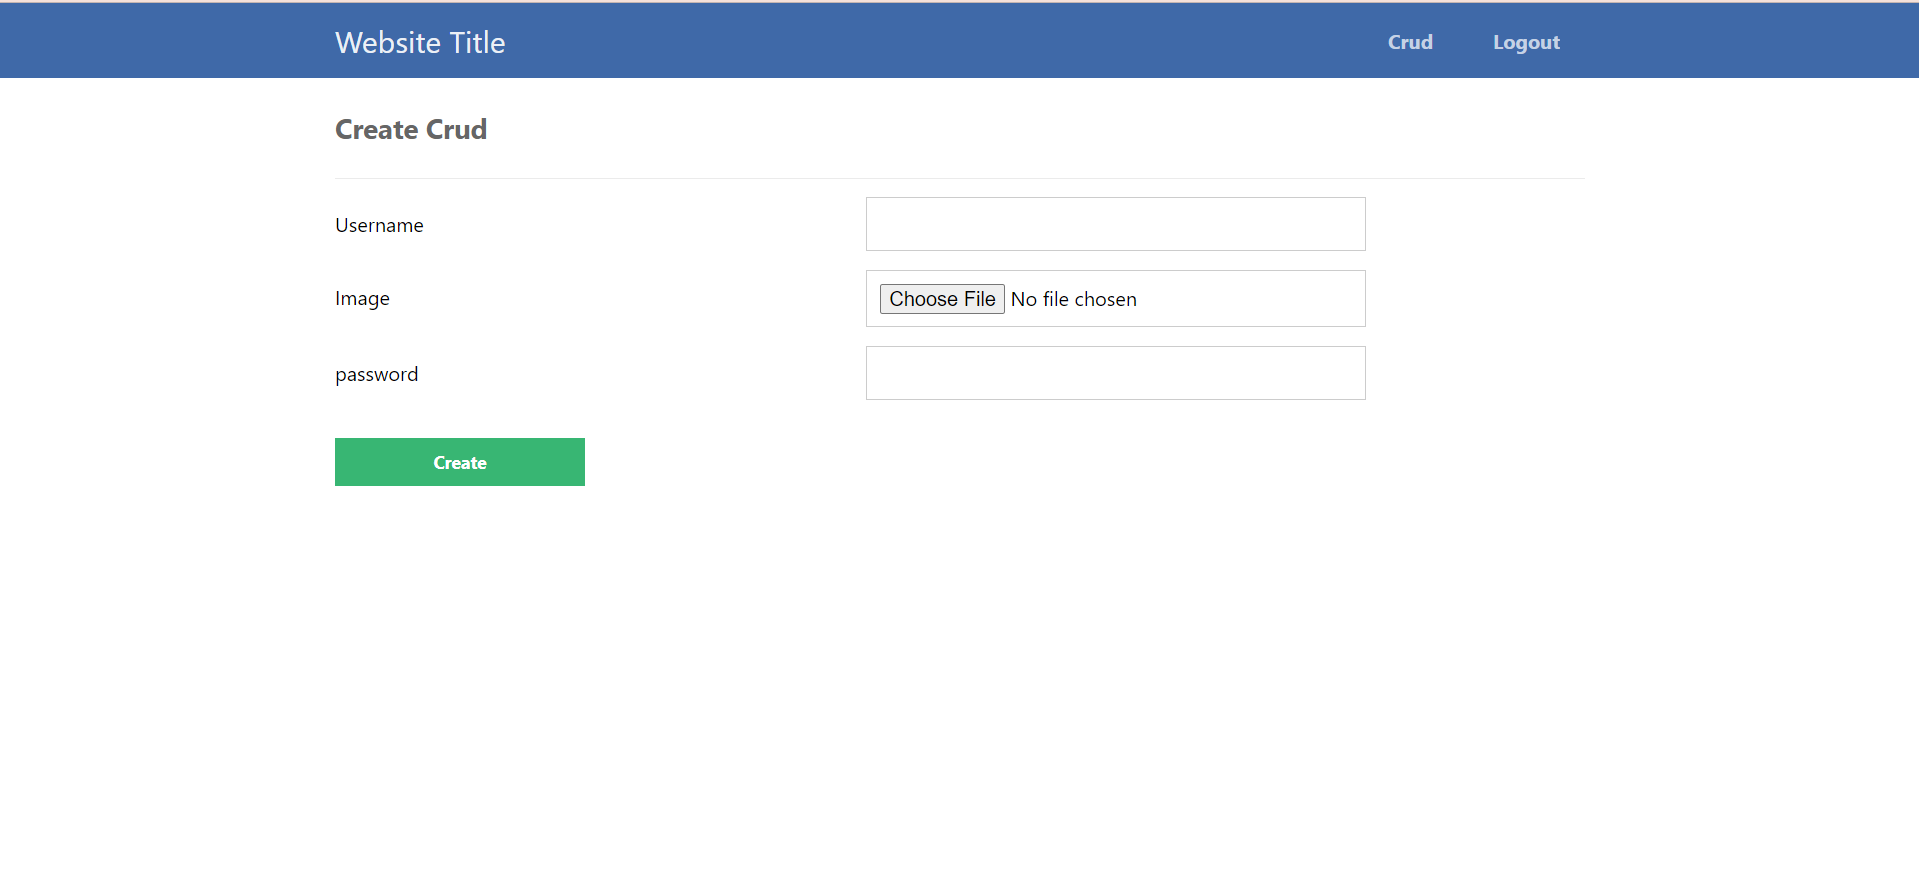 Website Title Crud Logout
Create Crud
Username
Image Choose File No file chosen
password
Create